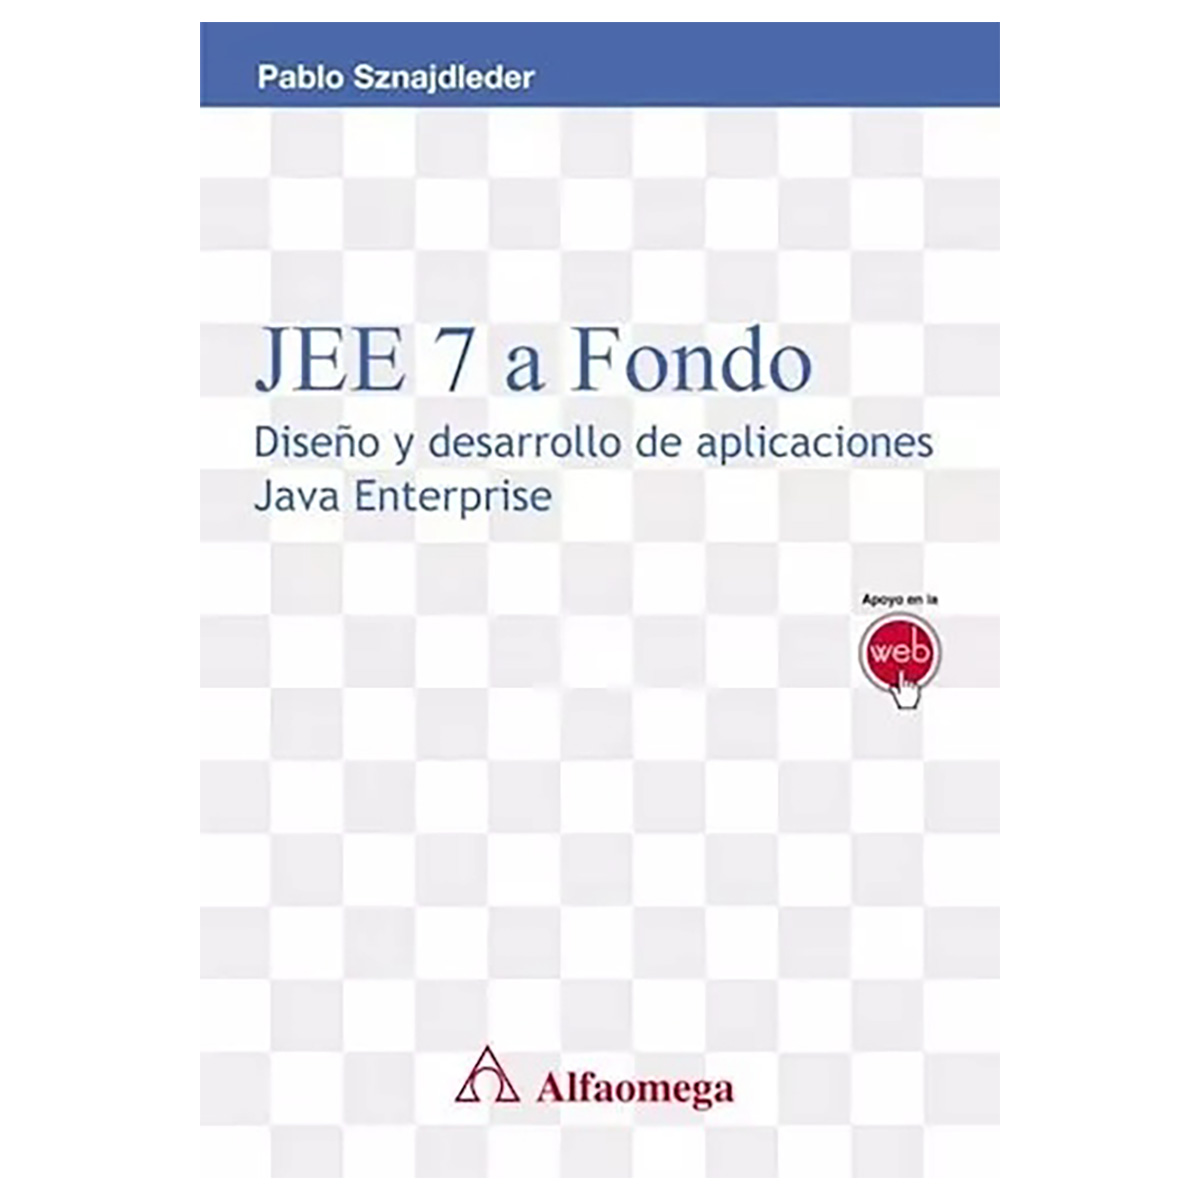 Pablo Sznajdleder
JEE 7 a Fondo
Diseño y desarrollo de aplicaciones
Java Enterprise
Apoyo en la
web
Alfaomega